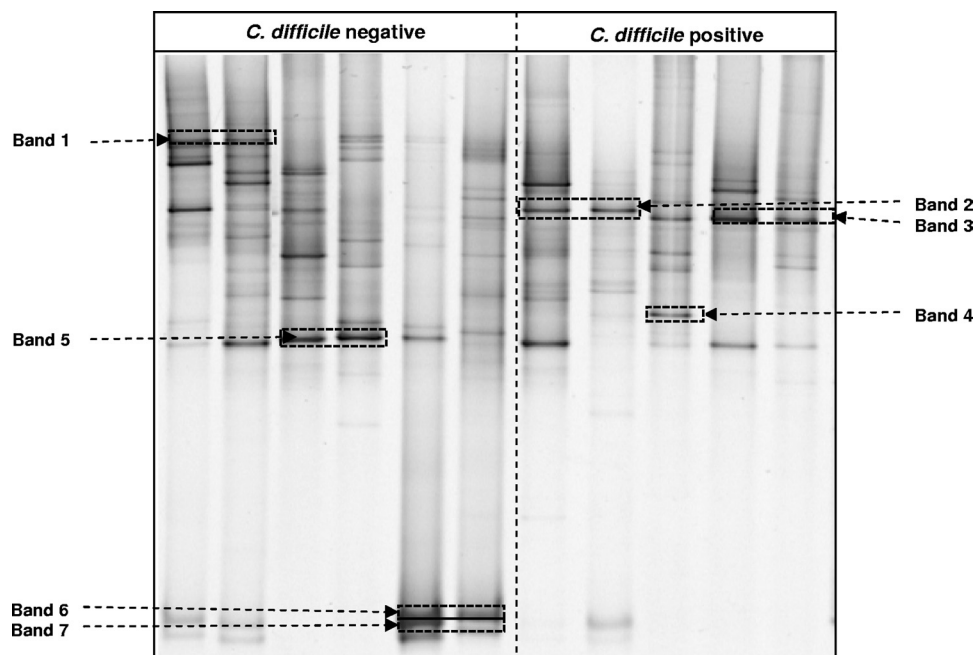 C. difficile negative
C. difficile positive
Band 1
Band 2
Band 3
Band 4
Band 5
Band 6
Band 7